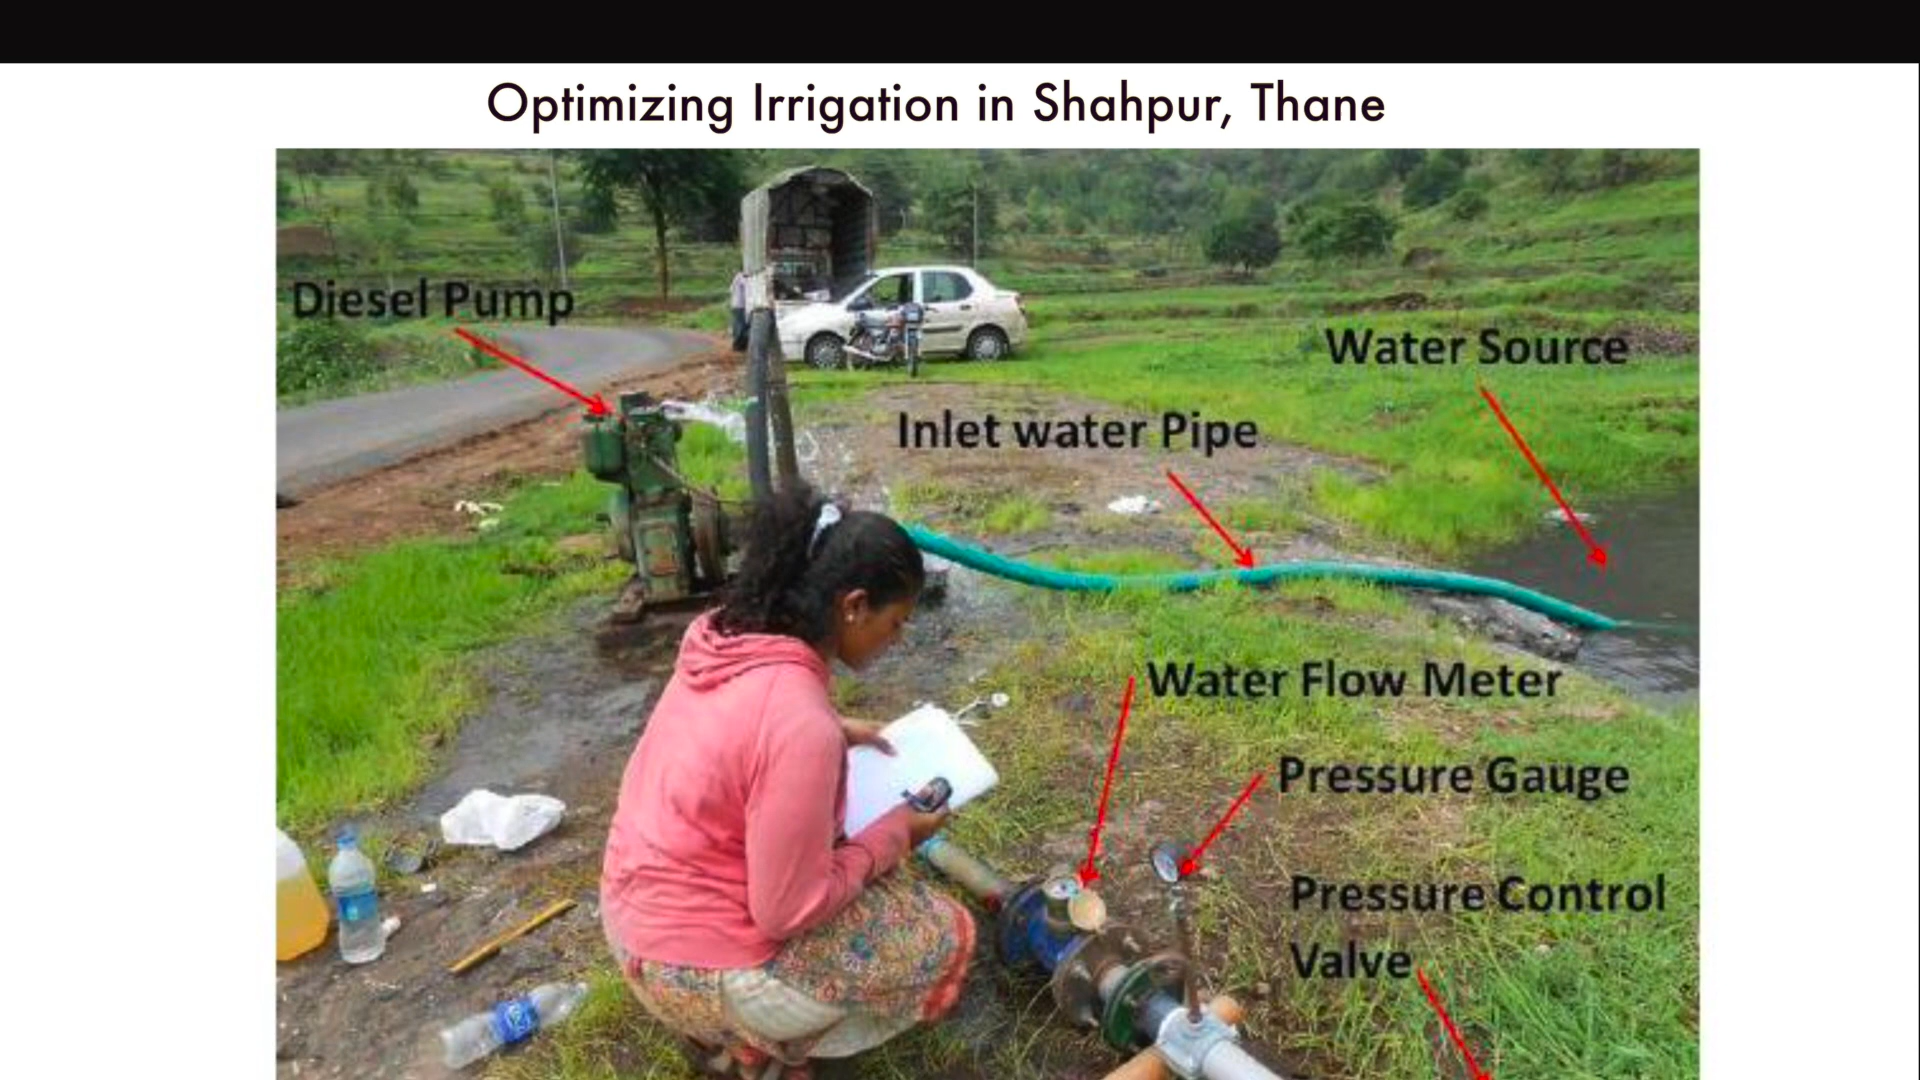 Optimizing Irrigation in Shahpur, Thane
Diesel Pump
Water Source
Inlet water Pipe
Water Flow Meter
Pressure Gauge
Pressure Control
Valve